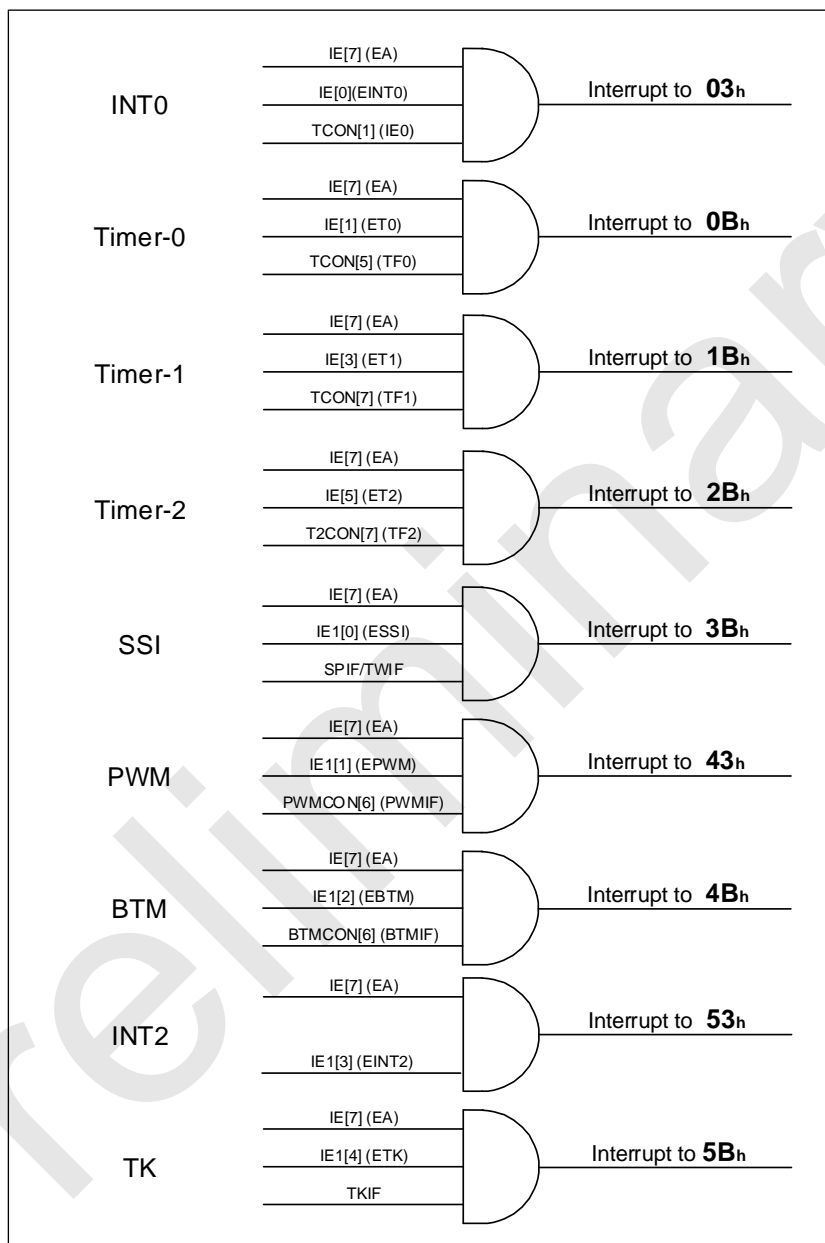 IE[7] (EA)
INT0
IE[0](EINT0)
Interrupt to 03h
TCON[1] (IE0)
IE[7] (EA)
Timer-0
IE[1] (ET0)
Interrupt to 0Bh
TCON[5] (TF0)
IE[7] (EA)
Timer-1
IE[3] (ET1)
Interrupt to 1Bh
TCON[7] (TF1)
IE[7] (EA)
Timer-2
IE[5] (ET2)
Interrupt to 2Bh
T2CON[7] (TF2)
IE[7] (EA)
SSI
IE1[0] (ESSI)
Interrupt to 3Bh
SPIF/TWIF
IE[7] (EA)
PWM
IE1[1] (EPWM)
Interrupt to 43h
PWMCON[6] (PWMIF)
IE[7] (EA)
BTM
IE1[2] (EBTM)
Interrupt to 4Bh
BTMCON[6] (BTMIF)
IE[7] (EA)
INT2
Interrupt to 53h
IE1[3] (EINT2)
IE[7] (EA)
TK
IE1[4] (ETK)
Interrupt to 5Bh
TKIF
reliminar